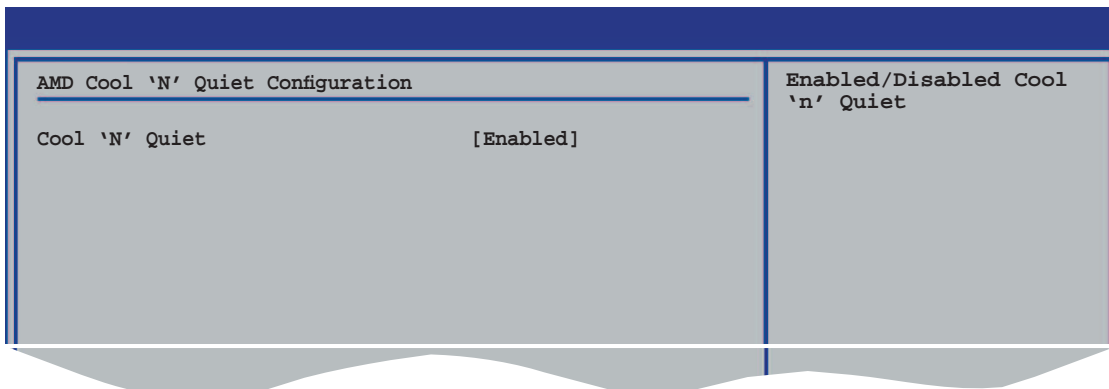 AMD Cool ‘N’ Quiet Configuration
Cool ‘N’ Quiet [Enabled]
Enabled/Disabled Cool
‘n’ Quiet